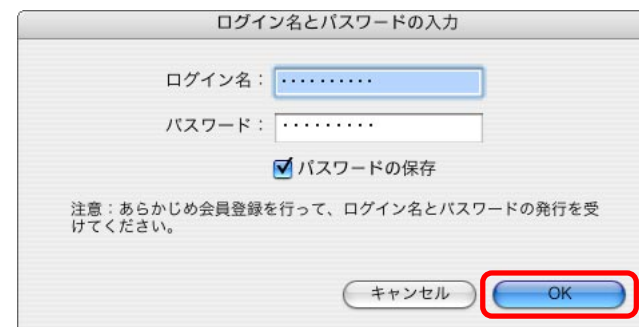 ログイン名とパスワードの入力
ログイン名：··········
パスワード：·········
パスワードの保存
注意：あらかじめ会員登録を行って、ログイン名とパスワードの発行を受
けてください。
キャンセル OK